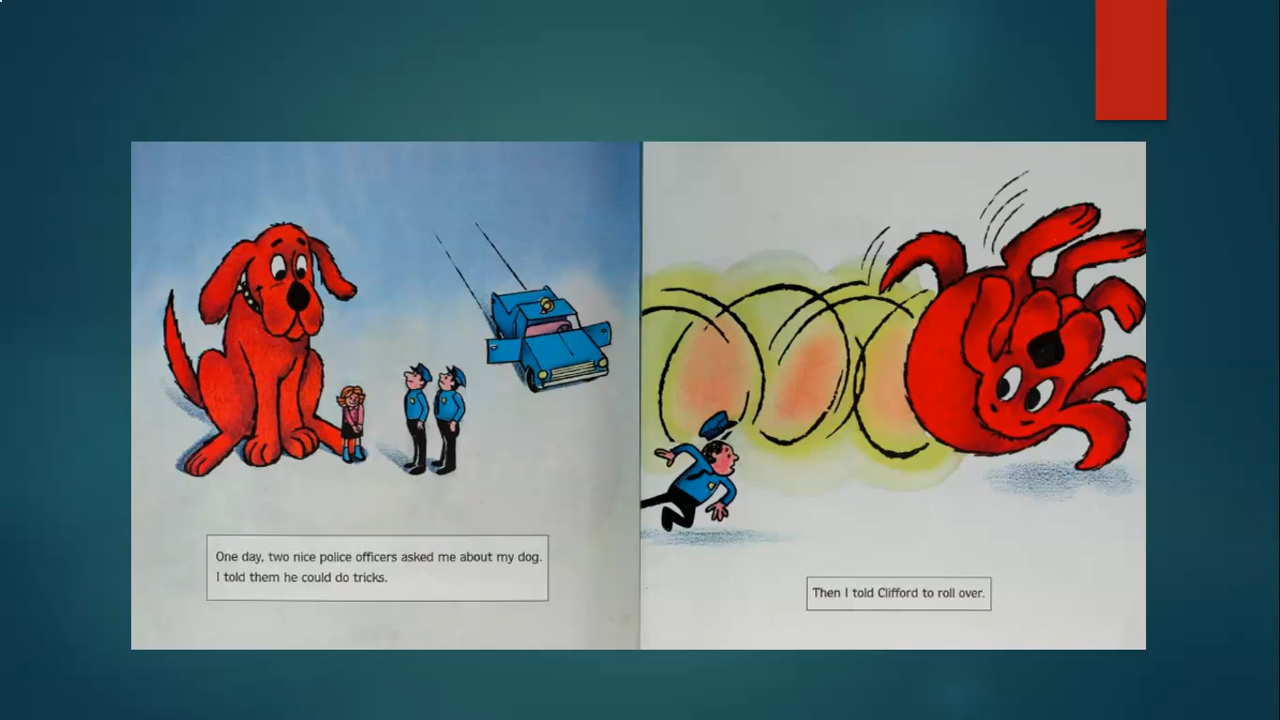 One day, two nice police officers asked me about my dog.
I told them he could do tricks.
Then I told Clifford to roll over.